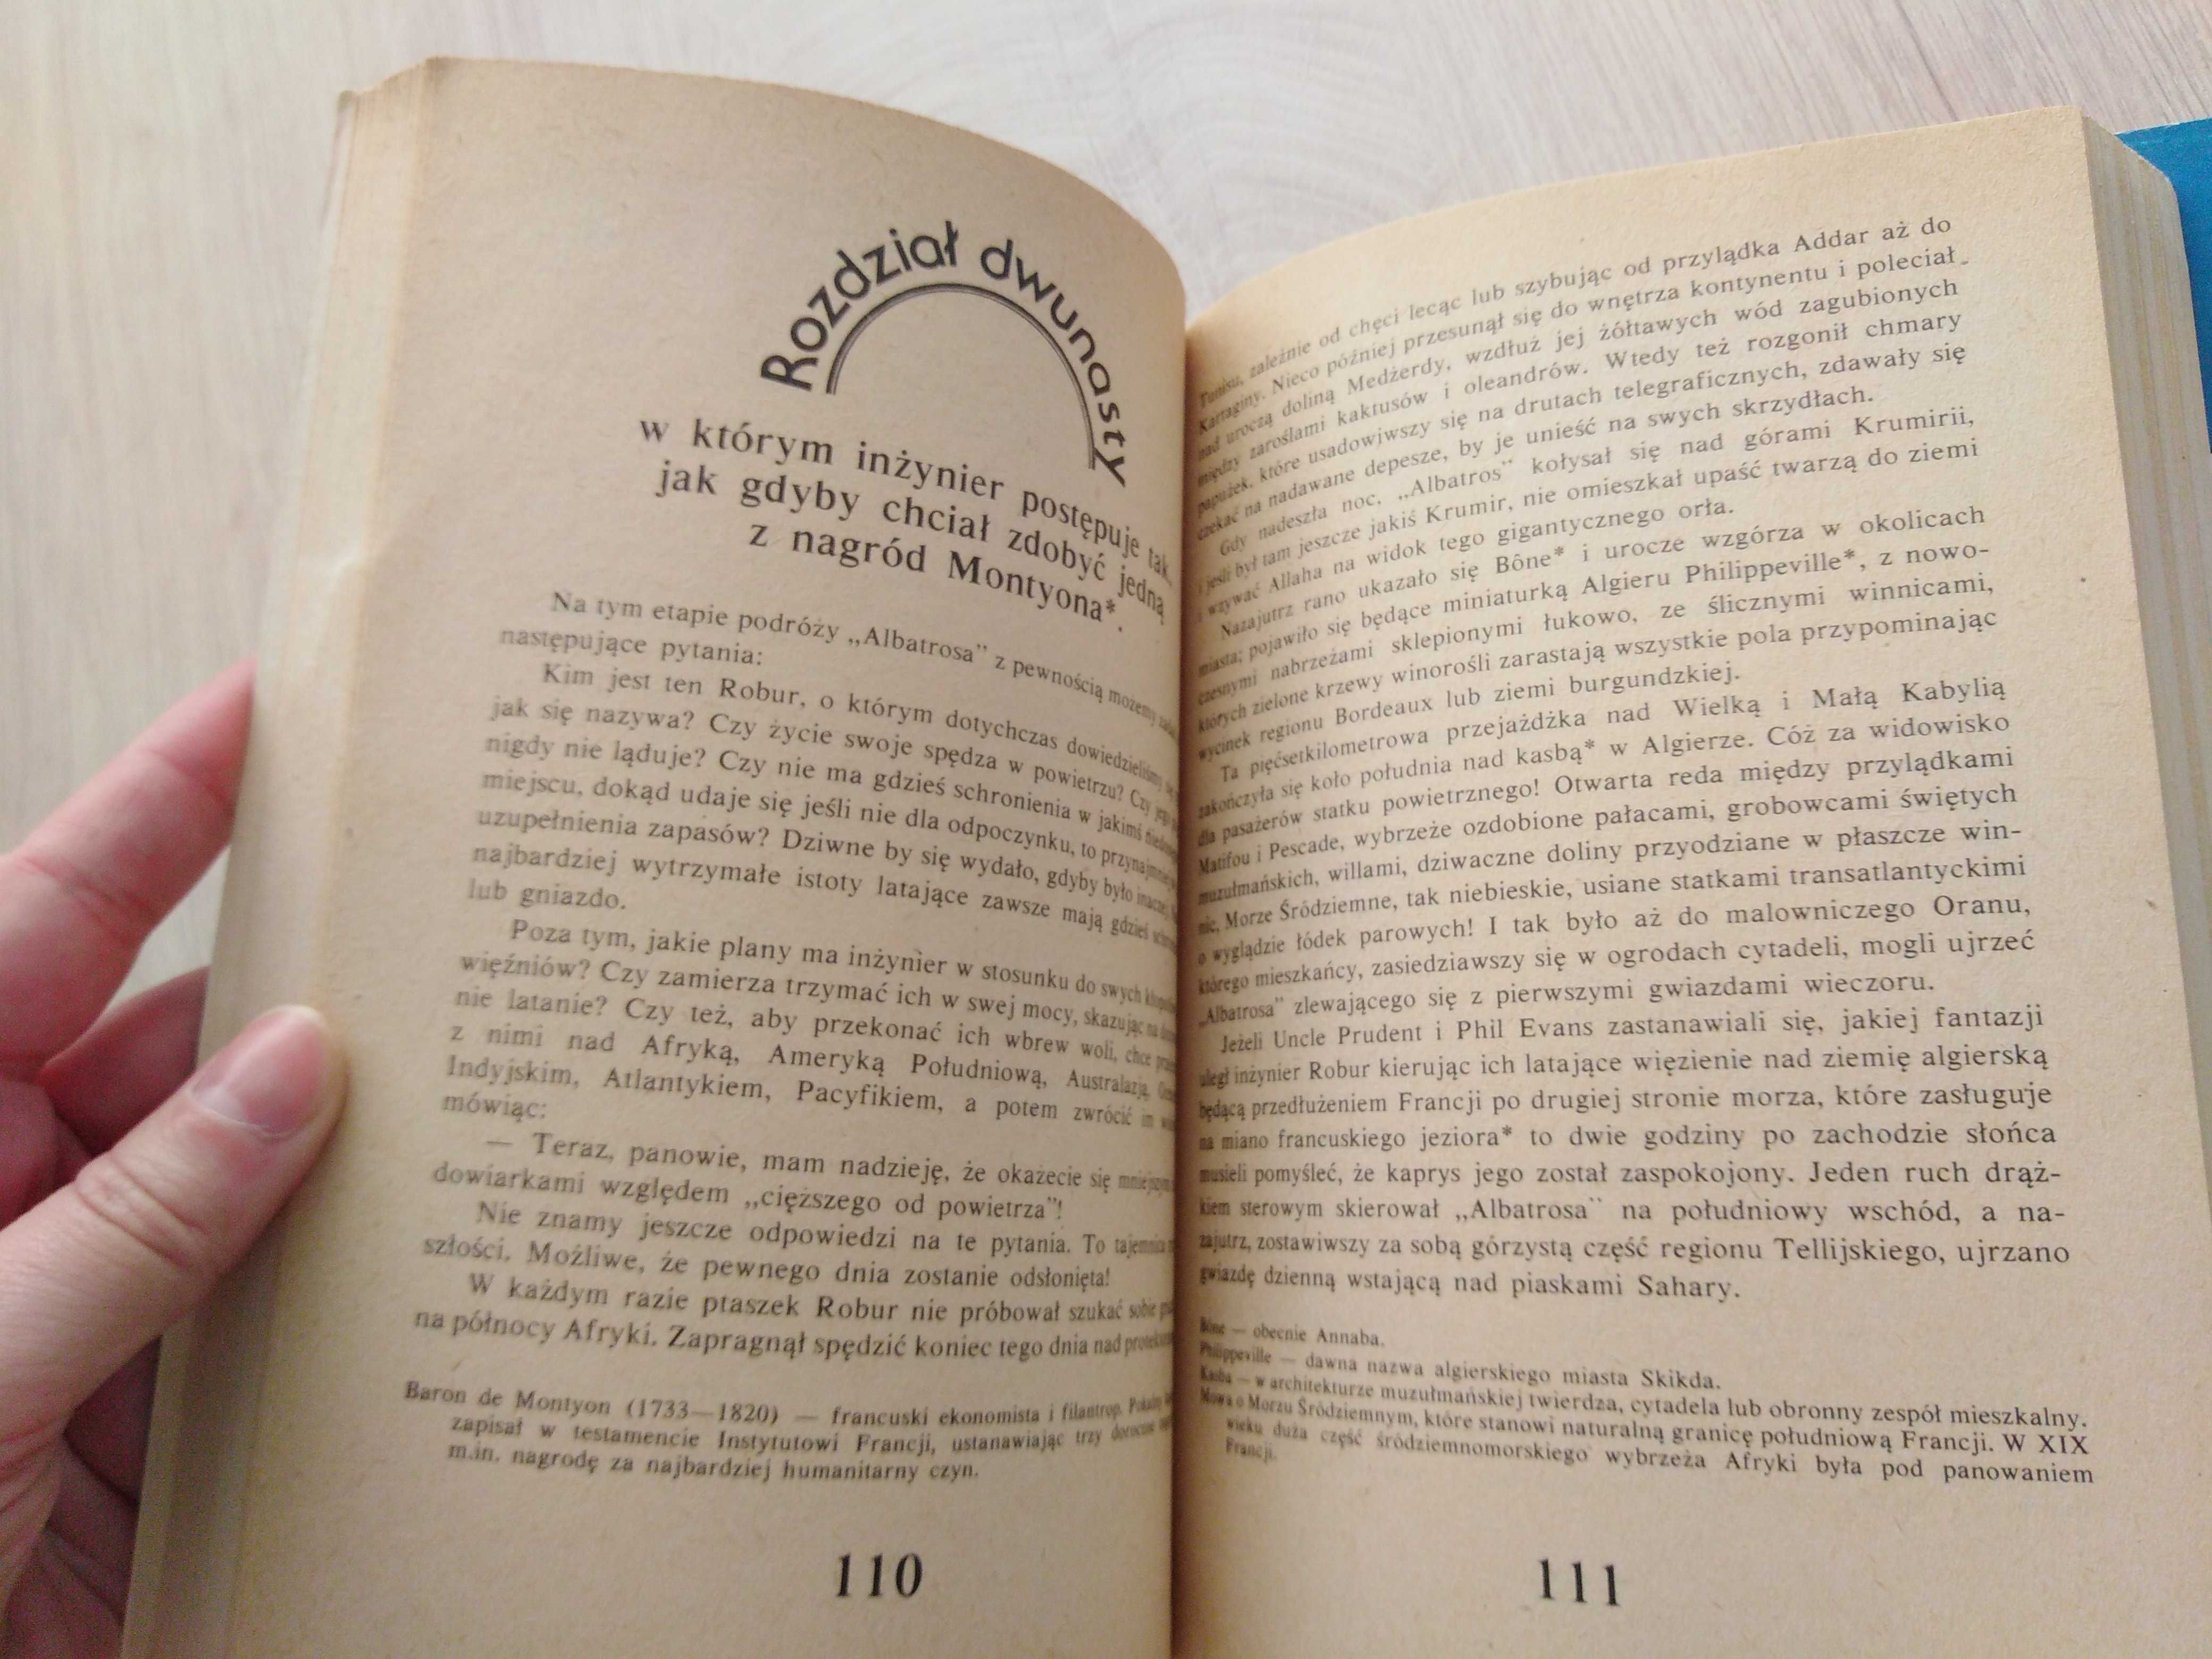 Rozdział dwunasty
w którym inżynier postępuje tak,
jak gdyby chciał zdobyć jedną
z nagród Montyona*.
Na tym etapie podróży „Albatrosa" z pewnością możemy
następujące pytania:
Kim jest ten Robur, o którym dotychczas dowiedzieliśmy się
jak się nazywa? Czy życie swoje spędza w powietrzu? Czy jego
nigdy nie ląduje? Czy nie ma gdzieś schronienia w jakimś
miejscu, dokąd udaje się jeśli nie dla odpoczynku, to przynajmniej
uzupełnienia zapasów? Dziwne by się wydało, gdyby było inaczej.
najbardziej wytrzymałe istoty latające zawsze mają gdzieś
lub gniazdo.
Poza tym, jakie plany ma inżynier w stosunku do swych
więźniów? Czy zamierza trzymać ich w swej mocy, skazując na
nie latanie? Czy też, aby przekonać ich wbrew woli, chce
z nimi nad Afryką, Ameryką Południową, Australazją,
Indyjskim, Atlantykiem, Pacyfikiem, a potem zwrócić im
mówiąc:
— Teraz, panowie, mam nadzieję, że okażecie się
dowiarkami względem „cięższego od powietrza"!
Nie znamy jeszcze odpowiedzi na te pytania. To tajemnica
szłości. Możliwe, że pewnego dnia zostanie odsłonięta!
W każdym razie ptaszek Robur nie próbował szukać sobie
na północy Afryki. Zapragnął spędzić koniec tego dnia nad
Baron de Montyon (1733—1820) — francuski ekonomista i filantrop.
zapisał w testamencie Instytutowi Francji, ustanawiając trzy doroczne
m.in. nagrodę za najbardziej humanitarny czyn.
110
Tunisu, zależnie od chęci lecąc lub szybując od przylądka Addar aż do
Kartaginy. Nieco później przesunął się do wnętrza kontynentu i poleciał
nad uroczą doliną Medżerdy, wzdłuż jej żółtawych wód zagubionych
między zaroślami kaktusów i oleandrów. Wtedy też rozgonił chmary
papużek, które usadowiwszy się na drutach telegraficznych, zdawały się
czekać na nadawane depesze, by je unieść na swych skrzydłach.
Gdy nadeszła noc, „Albatros" kołysał się nad górami Krumirii,
i jeśli był tam jeszcze jakiś Krumir, nie omieszkał upaść twarzą do ziemi
i wzywać Allaha na widok tego gigantycznego orła.
Nazajutrz rano ukazało się Bône* i urocze wzgórza w okolicach
miasta; pojawiło się będące miniaturką Algieru Philippeville*, z nowo-
czesnymi nabrzeżami sklepionymi łukowo, ze ślicznymi winnicami,
których zielone krzewy winorośli zarastają wszystkie pola przypominając
wycinek regionu Bordeaux lub ziemi burgundzkiej.
Ta pięćsetkilometrowa przejażdżka nad Wielką i Małą Kabylią
zakończyła się koło południa nad kasbą* w Algierze. Cóż za widowisko
dla pasażerów statku powietrznego! Otwarta reda między przylądkami
Matifou i Pescade, wybrzeże ozdobione pałacami, grobowcami świętych
muzułmańskich, willami, dziwaczne doliny przyodziane w płaszcze win-
nic, Morze Śródziemne, tak niebieskie, usiane statkami transatlantyckimi
o wyglądzie łódek parowych! I tak było aż do malowniczego Oranu,
którego mieszkańcy, zasiedziawszy się w ogrodach cytadeli, mogli ujrzeć
„Albatrosa" zlewającego się z pierwszymi gwiazdami wieczoru.
Jeżeli Uncle Prudent i Phil Evans zastanawiali się, jakiej fantazji
uległ inżynier Robur kierując ich latające więzienie nad ziemię algierską
będącą przedłużeniem Francji po drugiej stronie morza, które zasługuje
na miano francuskiego jeziora* to dwie godziny po zachodzie słońca
musieli pomyśleć, że kaprys jego został zaspokojony. Jeden ruch drąż-
kiem sterowym skierował „Albatrosa" na południowy wschód, a na-
zajutrz, zostawiwszy za sobą górzystą część regionu Tellijskiego, ujrzano
gwiazdę dzienną wstającą nad piaskami Sahary.
Bône — obecnie Annaba.
Philippeville — dawna nazwa algierskiego miasta Skikda.
Kasba — w architekturze muzułmańskiej twierdza, cytadela lub obronny zespół mieszkalny.
Mowa o Morzu Śródziemnym, które stanowi naturalną granicę południową Francji. W XIX
wieku duża część śródziemnomorskiego wybrzeża Afryki była pod panowaniem
Francji.
111